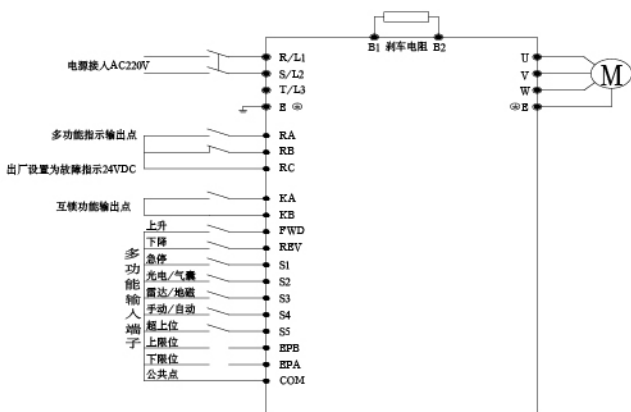 B1 刹车电阻 B2
电源接入AC220V
R/L1
S/L2
T/L3
E
U
V
W
E
M
多功能指示输出点
RA
RB
出厂设置为故障指示24VDC
RC
互锁功能输出点
KA
KB
多功能输入端子
上升 FWD
下降 REV
急停 S1
光电/气囊 S2
雷达/地磁 S3
手动/自动 S4
超上位 S5
上限位 EPB
下限位 EPA
公共点 COM